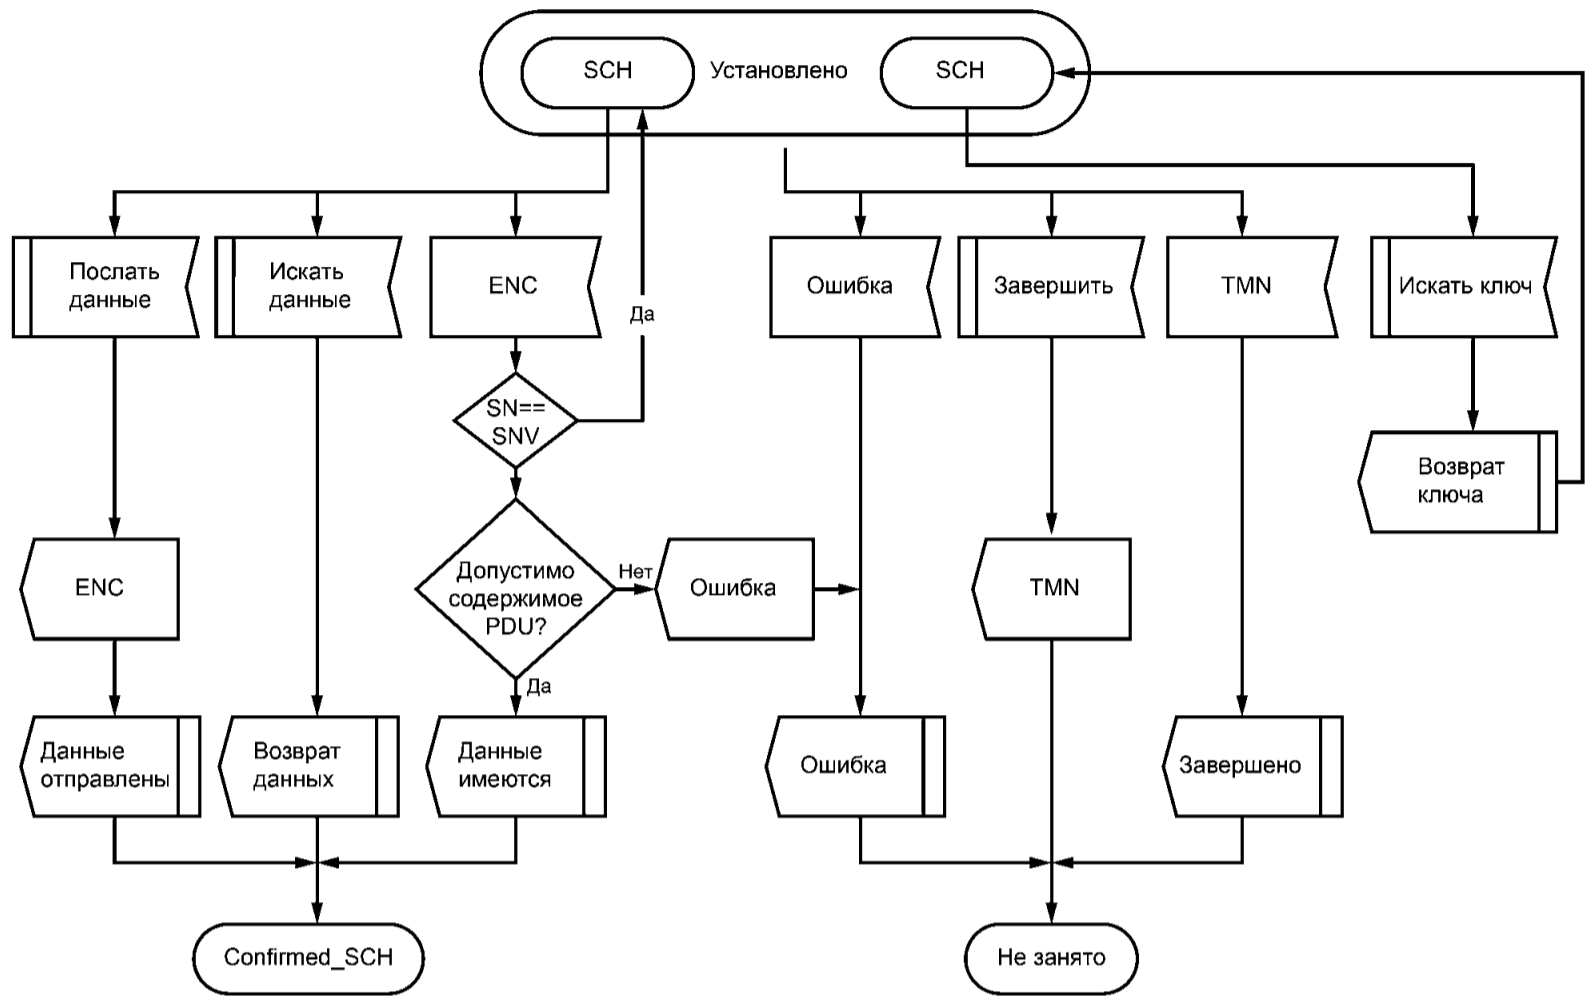 SCH
Установлено
SCH
Послать
данные
Искать
данные
ENC
Да
Ошибка
Завершить
TMN
Искать ключ
SN==
SNV
Возврат
ключа
ENC
Допустимо
содержимое
PDU?
Нет
Ошибка
TMN
Да
Данные
отправлены
Возврат
данных
Данные
имеются
Ошибка
Завершено
Confirmed_SCH
Не занято